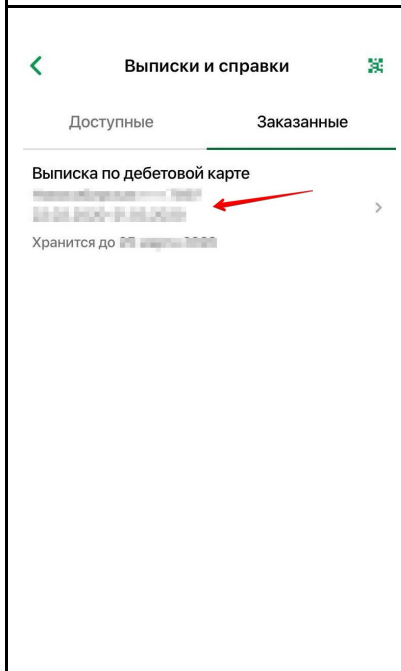 Выписки и справки
Доступные
Заказанные
Выписка по дебетовой карте
Хранится до